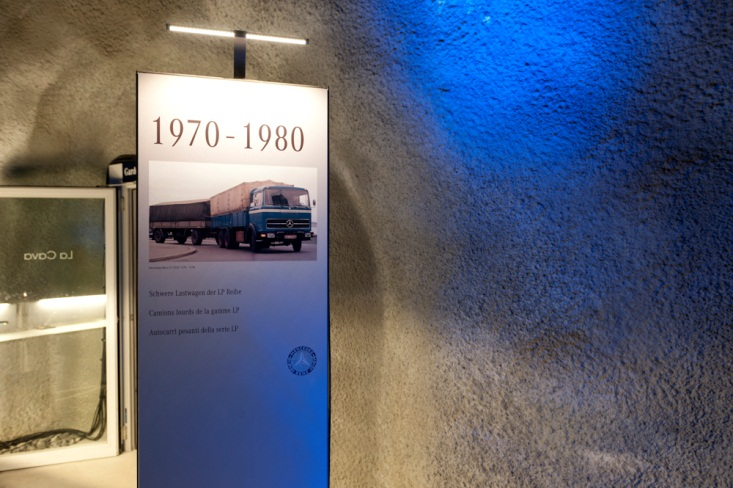 1970 - 1980
Schwere Lastwagen der LP Reihe
Camions lourds de la gamme LP
Autocarri pesanti della serie LP
La Cava